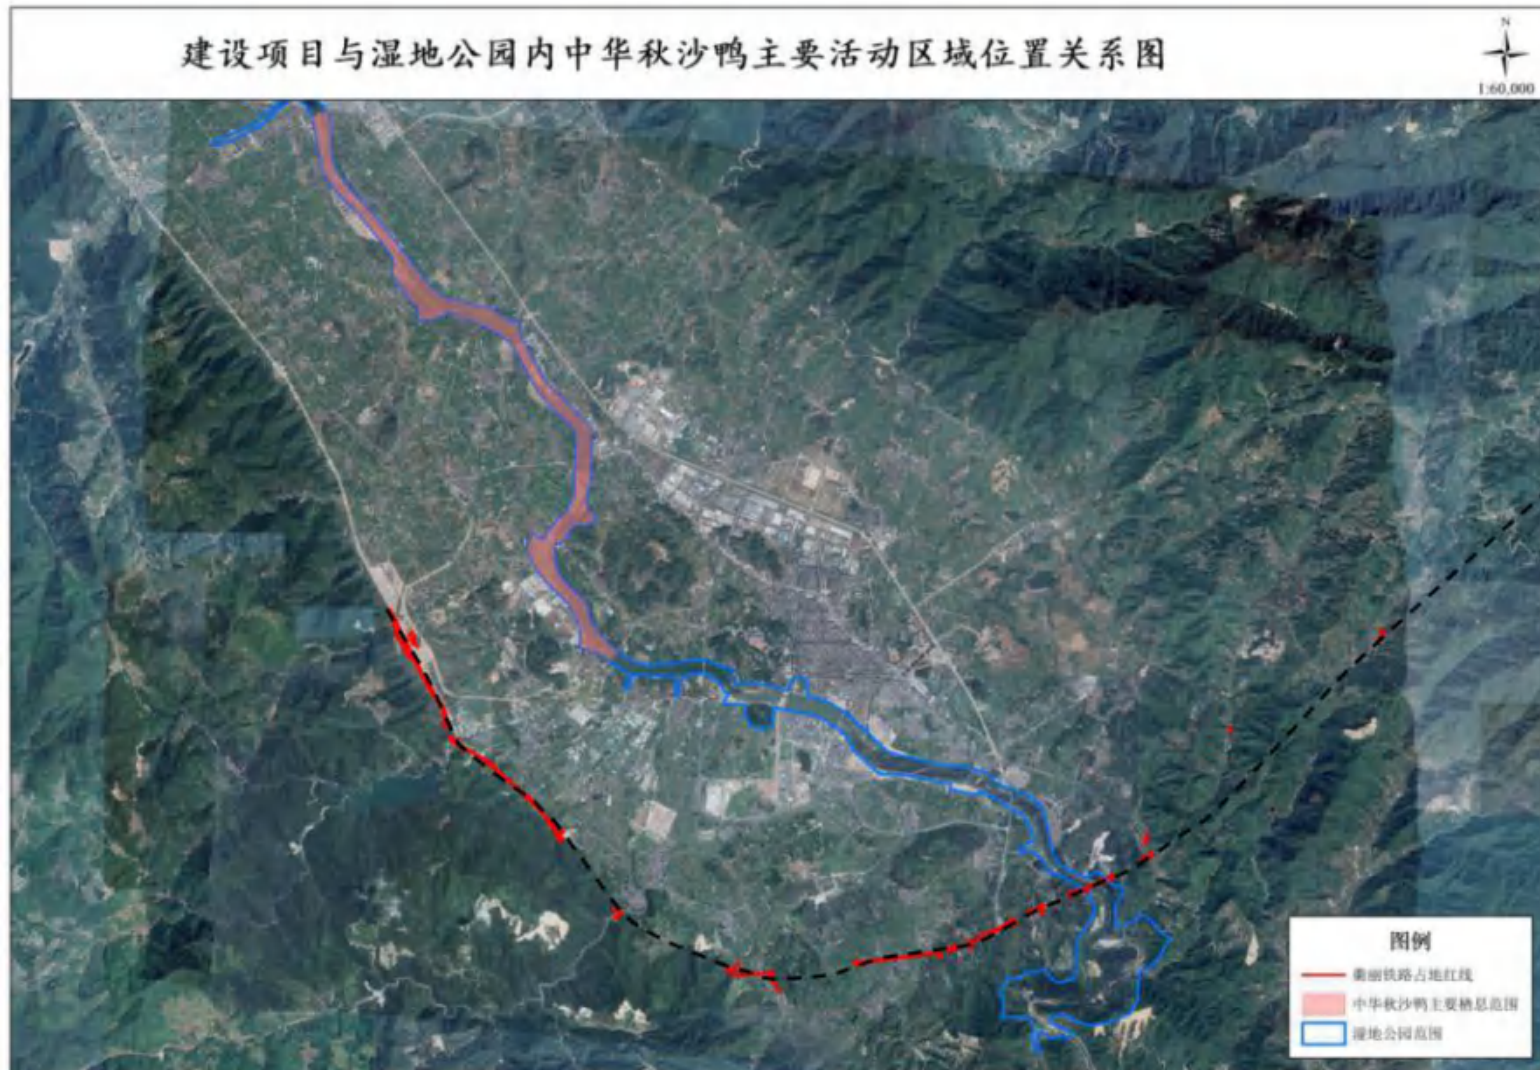 建设项目与湿地公园内中华秋沙鸭主要活动区域位置关系图
N
1:60,000
图例
衢丽铁路占地红线
中华秋沙鸭主要栖息范围
湿地公园范围